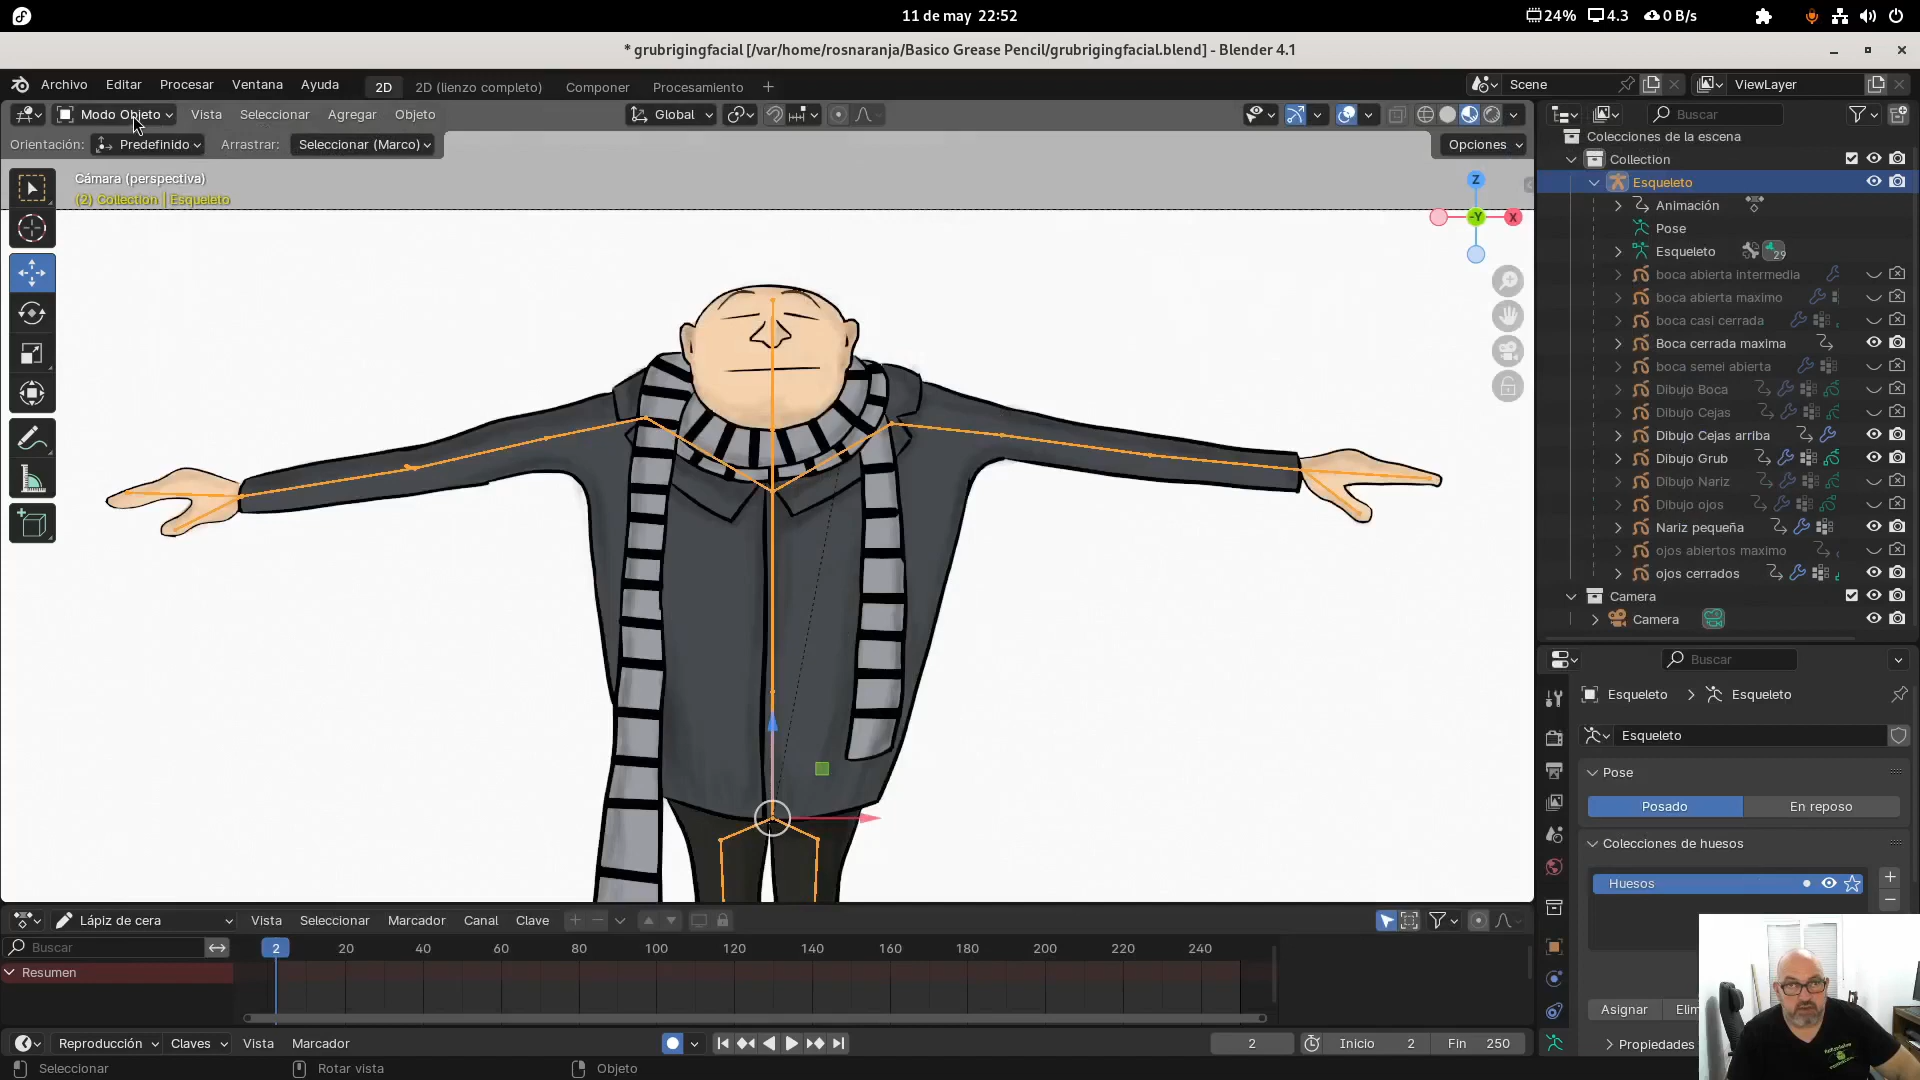 11 de may  22:52
24%
4.3
0 B/s
* grubrigingfacial [/var/home/rosnaranja/Basico Grease Pencil/grubrigingfacial.blend] - Blender 4.1
Archivo
Editar
Procesar
Ventana
Ayuda
2D
2D (lienzo completo)
Componer
Procesamiento
+
Scene
ViewLayer
Modo Objeto
Vista
Seleccionar
Agregar
Objeto
Global
Buscar
Orientación:
Predefinido
Arrastrar:
Seleccionar (Marco)
Opciones
Cámara (perspectiva)
(2) Collection | Esqueleto
Z
-Y
X
Colecciones de la escena
Collection
Esqueleto
Animación
Pose
Esqueleto
29
boca abierta intermedia
boca abierta maximo
boca casi cerrada
Boca cerrada maxima
boca semei abierta
Dibujo Boca
Dibujo Cejas
Dibujo Cejas arriba
Dibujo Grub
Dibujo Nariz
Dibujo ojos
Nariz pequeña
ojos abiertos maximo
ojos cerrados
Camera
Camera
Buscar
Esqueleto > Esqueleto
Esqueleto
Pose
Posado
En reposo
Colecciones de huesos
Huesos
Asignar
Elim
Propiedades
Lápiz de cera
Vista
Seleccionar
Marcador
Canal
Clave
Buscar
2
20
40
60
80
100
120
140
160
180
200
220
240
Resumen
Reproducción
Claves
Vista
Marcador
2
Inicio
2
Fin
250
Seleccionar
Rotar vista
Objeto